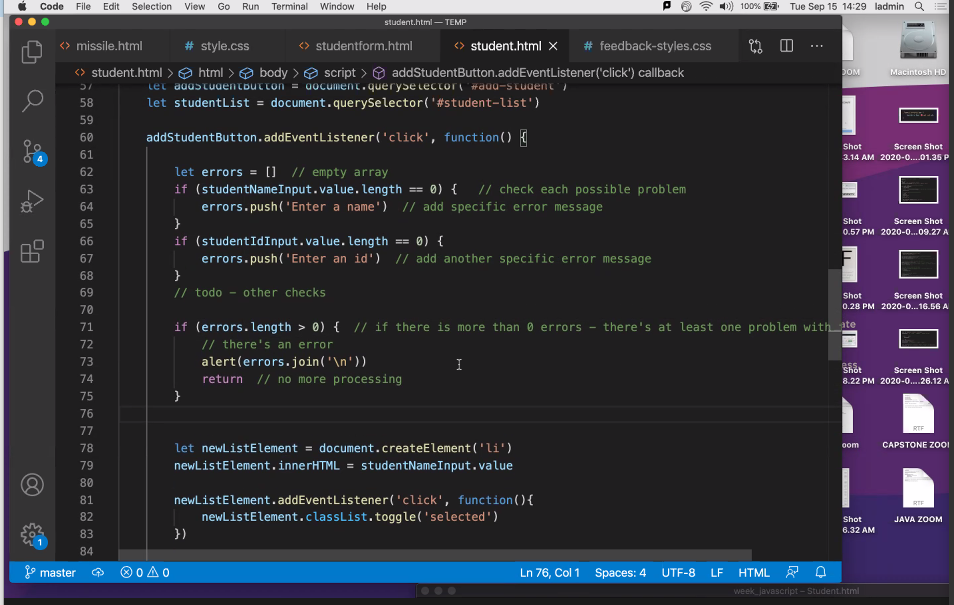 Code File Edit Selection View Go Run Terminal Window Help 100% Tue Sep 15 14:29 ladmin
student.html — TEMP
missile.html # style.css studentform.html student.html # feedback-styles.css
student.html > html > body > script > addStudentButton.addEventListener('click') callback
57 let addStudentButton = document.querySelector('#add-student')
58 let studentList = document.querySelector('#student-list')
59
60 addStudentButton.addEventListener('click', function() {
61
62 let errors = [] // empty array
63 if (studentNameInput.value.length == 0) { // check each possible problem
64 errors.push('Enter a name') // add specific error message
65 }
66 if (studentIdInput.value.length == 0) {
67 errors.push('Enter an id') // add another specific error message
68 }
69 // todo - other checks
70
71 if (errors.length > 0) { // if there is more than 0 errors - there's at least one problem with
72 // there's an error
73 alert(errors.join('\n'))
74 return // no more processing
75 }
76
77
78 let newListElement = document.createElement('li')
79 newListElement.innerHTML = studentNameInput.value
80
81 newListElement.addEventListener('click', function(){
82 newListElement.classList.toggle('selected')
83 })
84
4
1
master 0 0 Ln 76, Col 1 Spaces: 4 UTF-8 LF HTML
OOM
Macintosh HD
Shot
3.14 AM
Screen Shot
2020-0...01.35 P
Shot
0.57 PM
Screen Shot
2020-0...09.27 A
F
Shot
0.28 PM
Screen Shot
2020-0...16.56 A
ate
ess
Shot
8.22 PM
Screen Shot
2020-0...26.12 A
oom
RTF
CAPSTONE ZOO
Shot
6.32 AM
RTF
JAVA ZOOM
week_javascript – Student.html